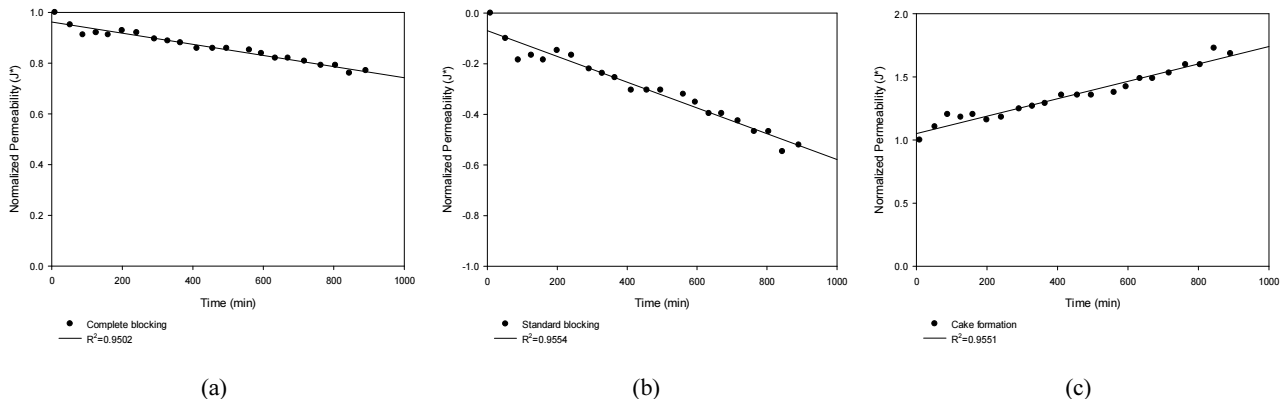 Normalized Permeability (J*)
1.0
0.8
0.6
0.4
0.2
0.0
0 200 400 600 800 1000
Time (min)
Complete blocking
R²=0.9502
(a)
Normalized Permeability (J*)
-0.0
-0.2
-0.4
-0.6
-0.8
-1.0
0 200 400 600 800 1000
Time (min)
Standard blocking
R²=0.9554
(b)
Normalized Permeability (J*)
2.0
1.5
1.0
0.5
0.0
0 200 400 600 800 1000
Time (min)
Cake formation
R²=0.9551
(c)